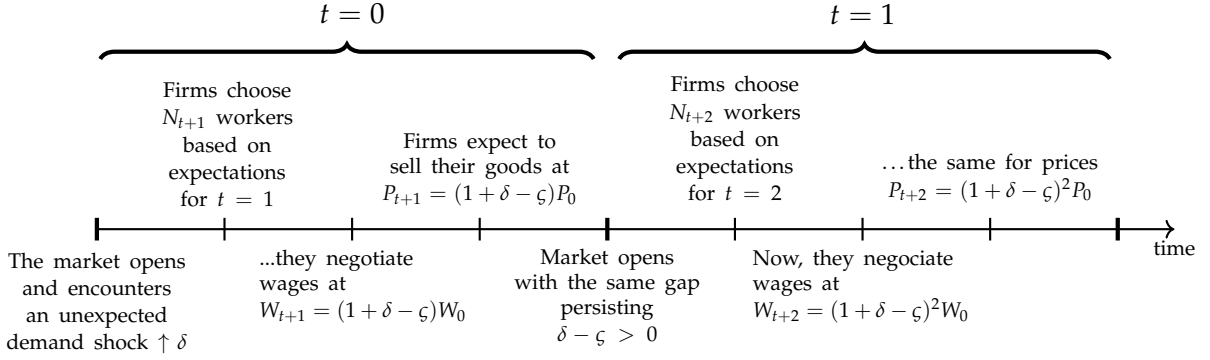 t = 0
t = 1
Firms choose
N_{t+1} workers
based on
expectations
for t = 1
Firms expect to
sell their goods at
P_{t+1} = (1 + δ − ς)P_0
Firms choose
N_{t+2} workers
based on
expectations
for t = 2
…the same for prices
P_{t+2} = (1 + δ − ς)^2 P_0
time
The market opens
and encounters
an unexpected
demand shock ↑ δ
...they negotiate
wages at
W_{t+1} = (1 + δ − ς)W_0
Market opens
with the same gap
persisting
δ − ς > 0
Now, they negociate
wages at
W_{t+2} = (1 + δ − ς)^2 W_0